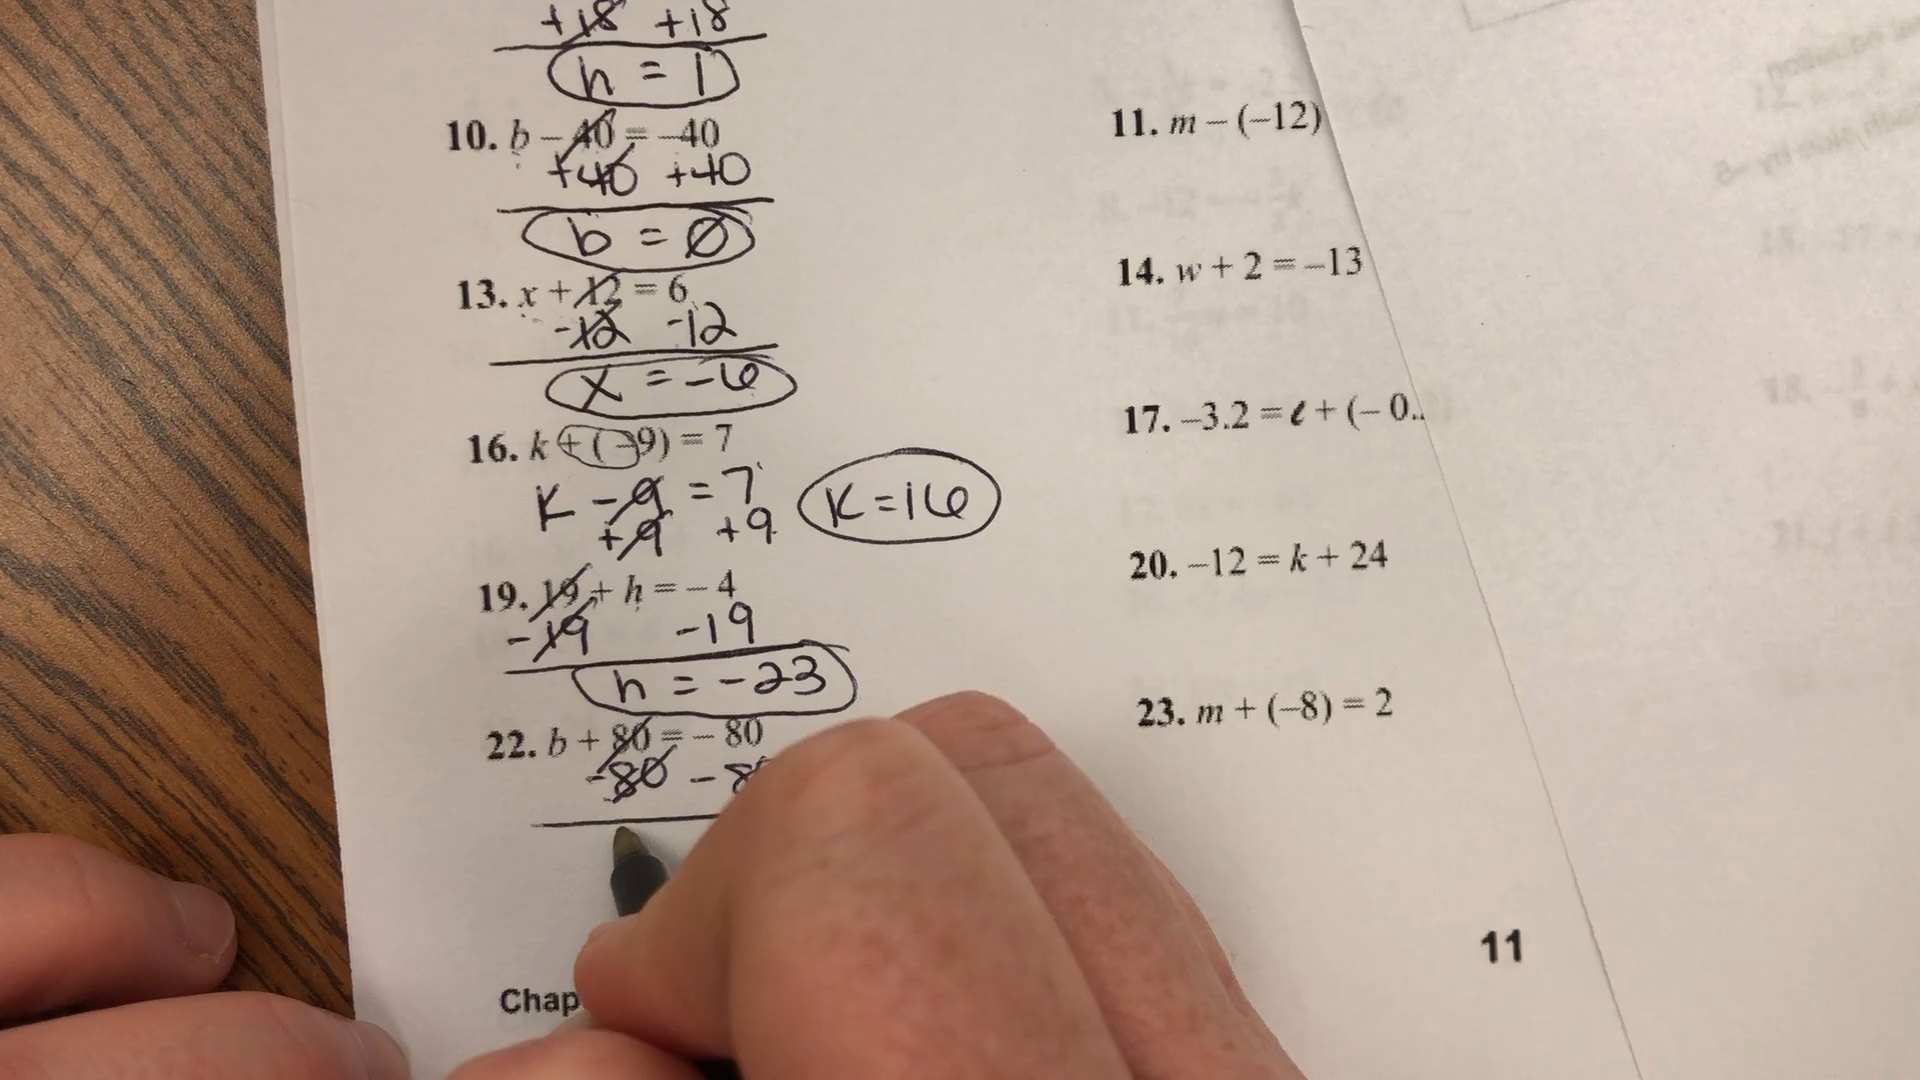 +18 +18
h = 1
10. b – 40 = –40
+40 +40
b = 0
13. x + 12 = 6
-12 -12
x = -6
16. k + (–9) = 7
K - 9 = 7
+9 +9
K = 16
19. 19 + h = – 4
-19 -19
h = -23
22. b + 80 = – 80
-80 - 8
Chap
11. m – (–12)
14. w + 2 = –13
17. –3.2 = ℓ + (– 0..
20. –12 = k + 24
23. m + (–8) = 2
11